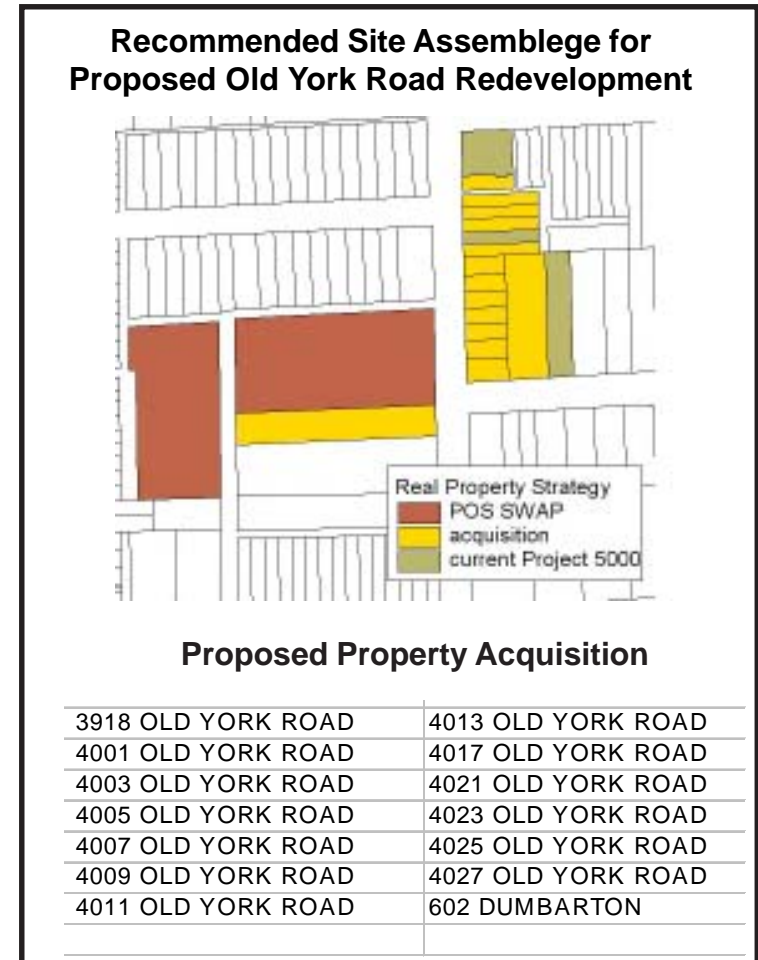 Recommended Site Assemblege for
Proposed Old York Road Redevelopment
Real Property Strategy
POS SWAP
acquisition
current Project 5000
Proposed Property Acquisition
3918 OLD YORK ROAD 4013 OLD YORK ROAD
4001 OLD YORK ROAD 4017 OLD YORK ROAD
4003 OLD YORK ROAD 4021 OLD YORK ROAD
4005 OLD YORK ROAD 4023 OLD YORK ROAD
4007 OLD YORK ROAD 4025 OLD YORK ROAD
4009 OLD YORK ROAD 4027 OLD YORK ROAD
4011 OLD YORK ROAD 602 DUMBARTON